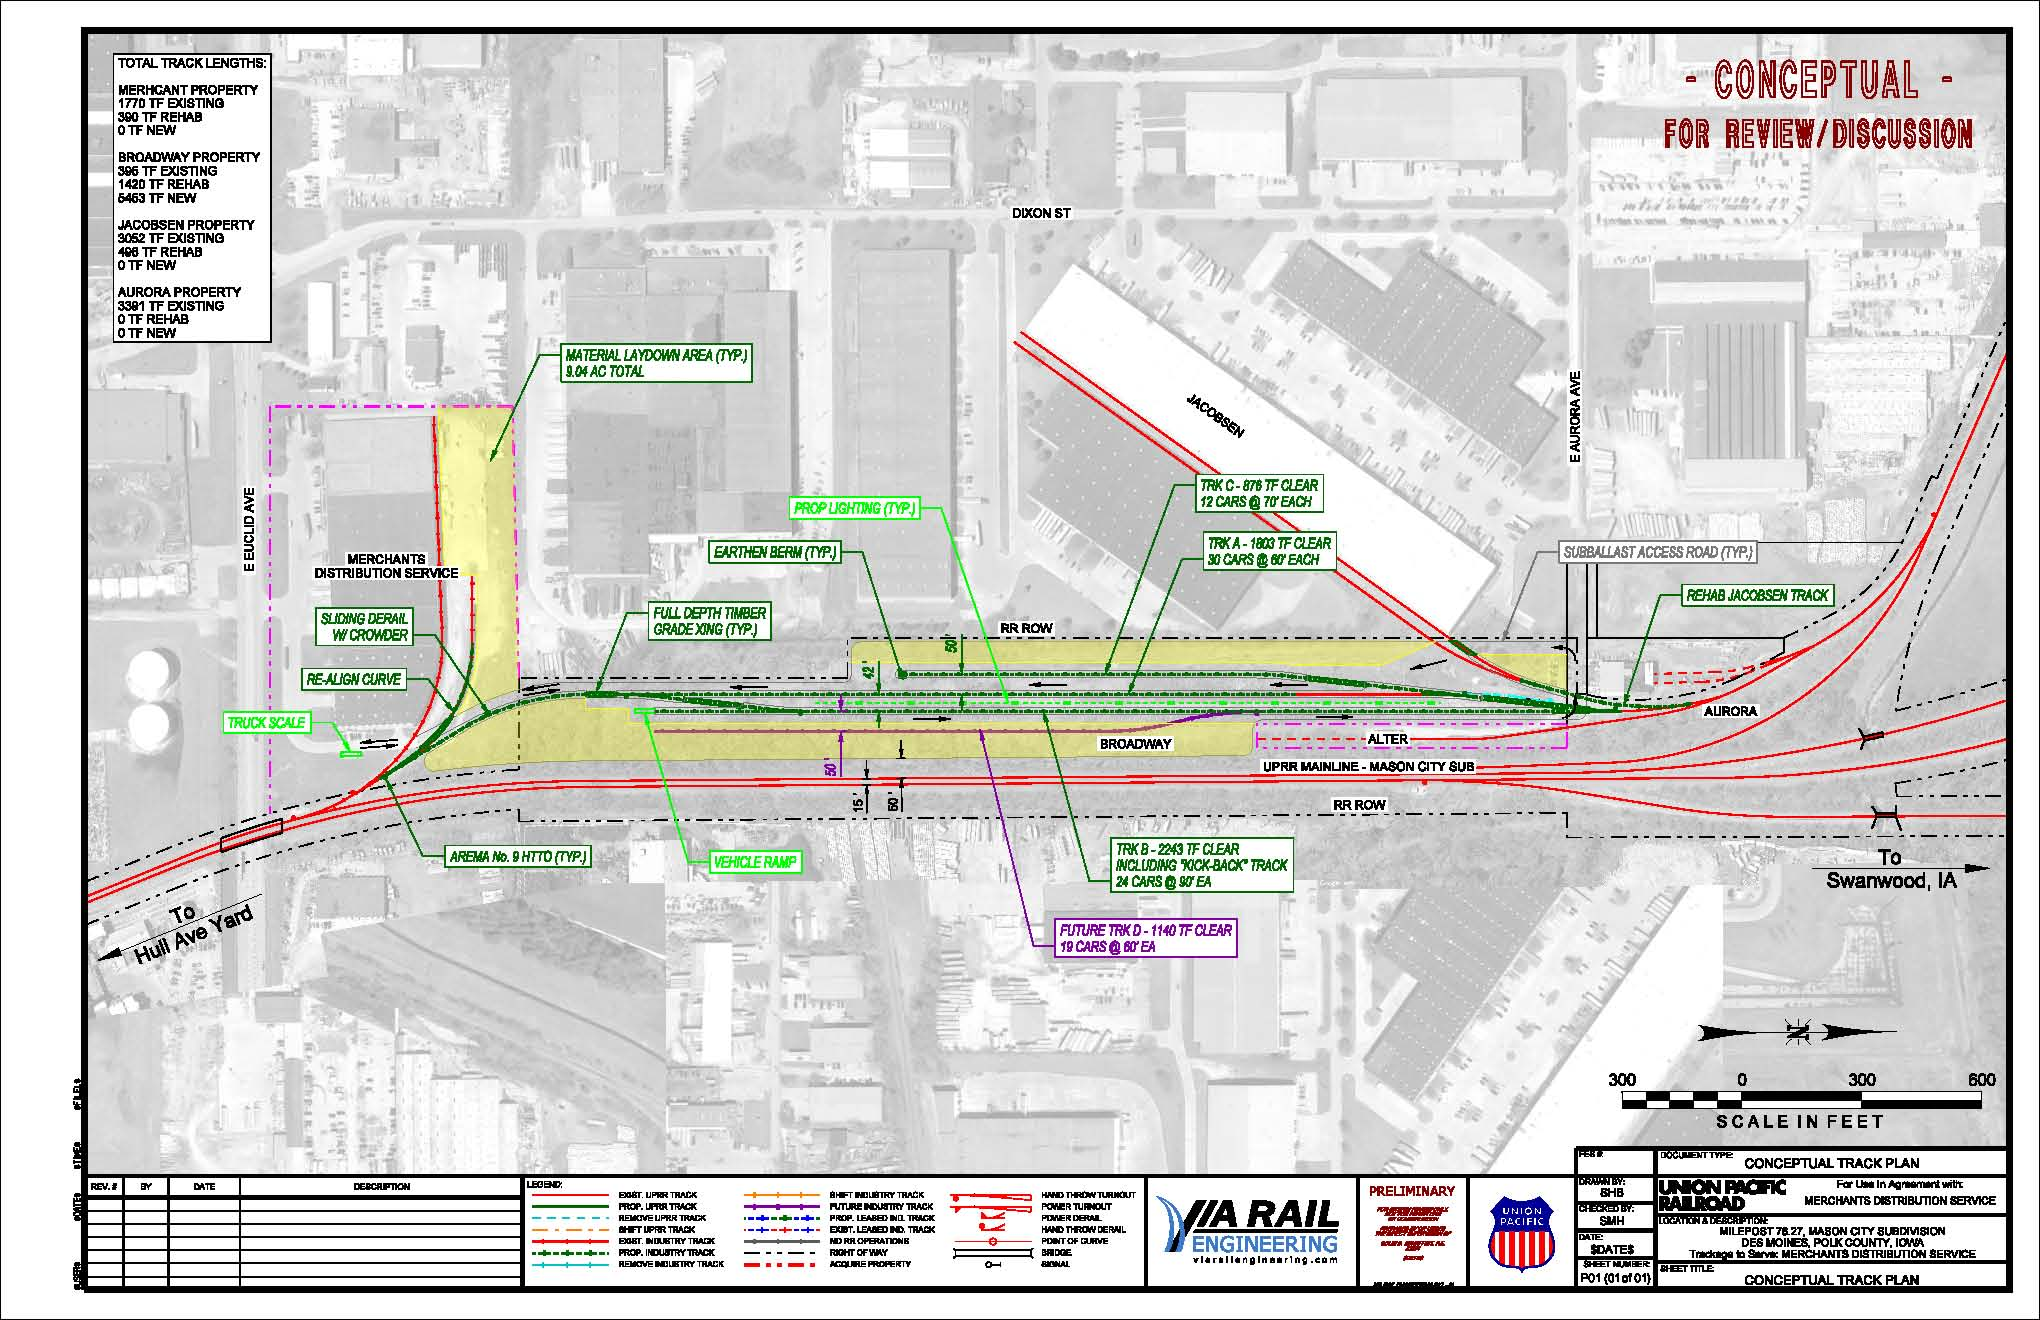 TOTAL TRACK LENGTHS:
MERHCANT PROPERTY
1770 TF EXISTING
390 TF REHAB
0 TF NEW
BROADWAY PROPERTY
396 TF EXISTING
1420 TF REHAB
5453 TF NEW
JACOBSEN PROPERTY
3052 TF EXISTING
496 TF REHAB
0 TF NEW
AURORA PROPERTY
3391 TF EXISTING
0 TF REHAB
0 TF NEW
- CONCEPTUAL -
FOR REVIEW/DISCUSSION
DIXON ST
MATERIAL LAYDOWN AREA (TYP.)
9.04 AC TOTAL
JACOBSEN
E AURORA AVE
E EUCLID AVE
TRK C - 876 TF CLEAR
12 CARS @ 70' EACH
PROP LIGHTING (TYP.)
TRK A - 1803 TF CLEAR
30 CARS @ 60' EACH
EARTHEN BERM (TYP.)
SUBBALLAST ACCESS ROAD (TYP.)
MERCHANTS
DISTRIBUTION SERVICE
REHAB JACOBSEN TRACK
SLIDING DERAIL
W/ CROWDER
FULL DEPTH TIMBER
GRADE XING (TYP.)
RR ROW
50'
42'
RE-ALIGN CURVE
TRUCK SCALE
AURORA
ALTER
BROADWAY
UPRR MAINLINE - MASON CITY SUB
50'
15'
50'
RR ROW
AREMA No. 9 HTTO (TYP.)
VEHICLE RAMP
TRK B - 2243 TF CLEAR
INCLUDING "KICK-BACK" TRACK
24 CARS @ 90' EA
To
Swanwood, IA
To
Hull Ave Yard
FUTURE TRK D - 1140 TF CLEAR
19 CARS @ 60' EA
N
300 0 300 600
SCALE IN FEET
$FILE$
$TIME$
$DATE$
$USER$
REV. # BY DATE DESCRIPTION
LEGEND:
EXIST. UPRR TRACK
PROP. UPRR TRACK
REMOVE UPRR TRACK
SHIFT UPRR TRACK
EXIST. INDUSTRY TRACK
PROP. INDUSTRY TRACK
REMOVE INDUSTRY TRACK
SHIFT INDUSTRY TRACK
FUTURE INDUSTRY TRACK
PROP. LEASED IND. TRACK
EXIST. LEASED IND. TRACK
NO RR OPERATIONS
RIGHT OF WAY
ACQUIRE PROPERTY
HAND THROW TURNOUT
POWER TURNOUT
POWER DERAIL
HAND THROW DERAIL
POINT OF CURVE
BRIDGE
SIGNAL
VIA RAIL
ENGINEERING
viarailengineering.com
PRELIMINARY
UNION
PACIFIC
DRAWN BY:
SHB
CHECKED BY:
SMH
DATE:
$DATE$
SHEET NUMBER:
P01 (01 of 01)
DOCUMENT TYPE:
CONCEPTUAL TRACK PLAN
UNION PACIFIC
RAILROAD
For Use In Agreement with:
MERCHANTS DISTRIBUTION SERVICE
LOCATION & DESCRIPTION:
MILEPOST 76.27, MASON CITY SUBDIVISION
DES MOINES, POLK COUNTY, IOWA
Trackage to Serve: MERCHANTS DISTRIBUTION SERVICE
SHEET TITLE:
CONCEPTUAL TRACK PLAN